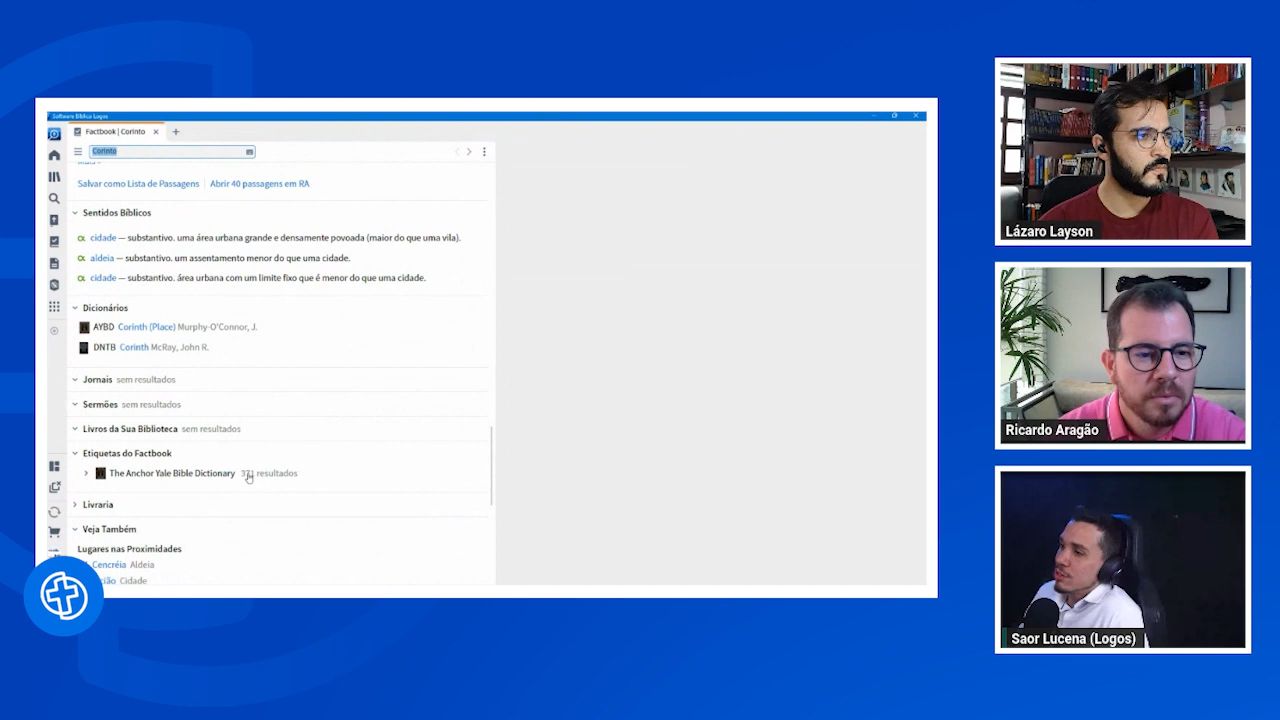 Software Bíblico Logos
Factbook | Corinto
Corinto
Salvar como Lista de Passagens | Abrir 40 passagens em RA
Sentidos Bíblicos
cidade — substantivo. uma área urbana grande e densamente povoada (maior do que uma vila).
aldeia — substantivo. um assentamento menor do que uma cidade.
cidade — substantivo. área urbana com um limite fixo que é menor do que uma cidade.
Dicionários
AYBD Corinth (Place) Murphy-O'Connor, J.
DNTB Corinth McRay, John R.
Jornais sem resultados
Sermões sem resultados
Livros da Sua Biblioteca sem resultados
Etiquetas do Factbook
The Anchor Yale Bible Dictionary resultados
Livraria
Veja Também
Lugares nas Proximidades
Cencréia Aldeia
Cidade
Lázaro Layson
Ricardo Aragão
Saor Lucena (Logos)